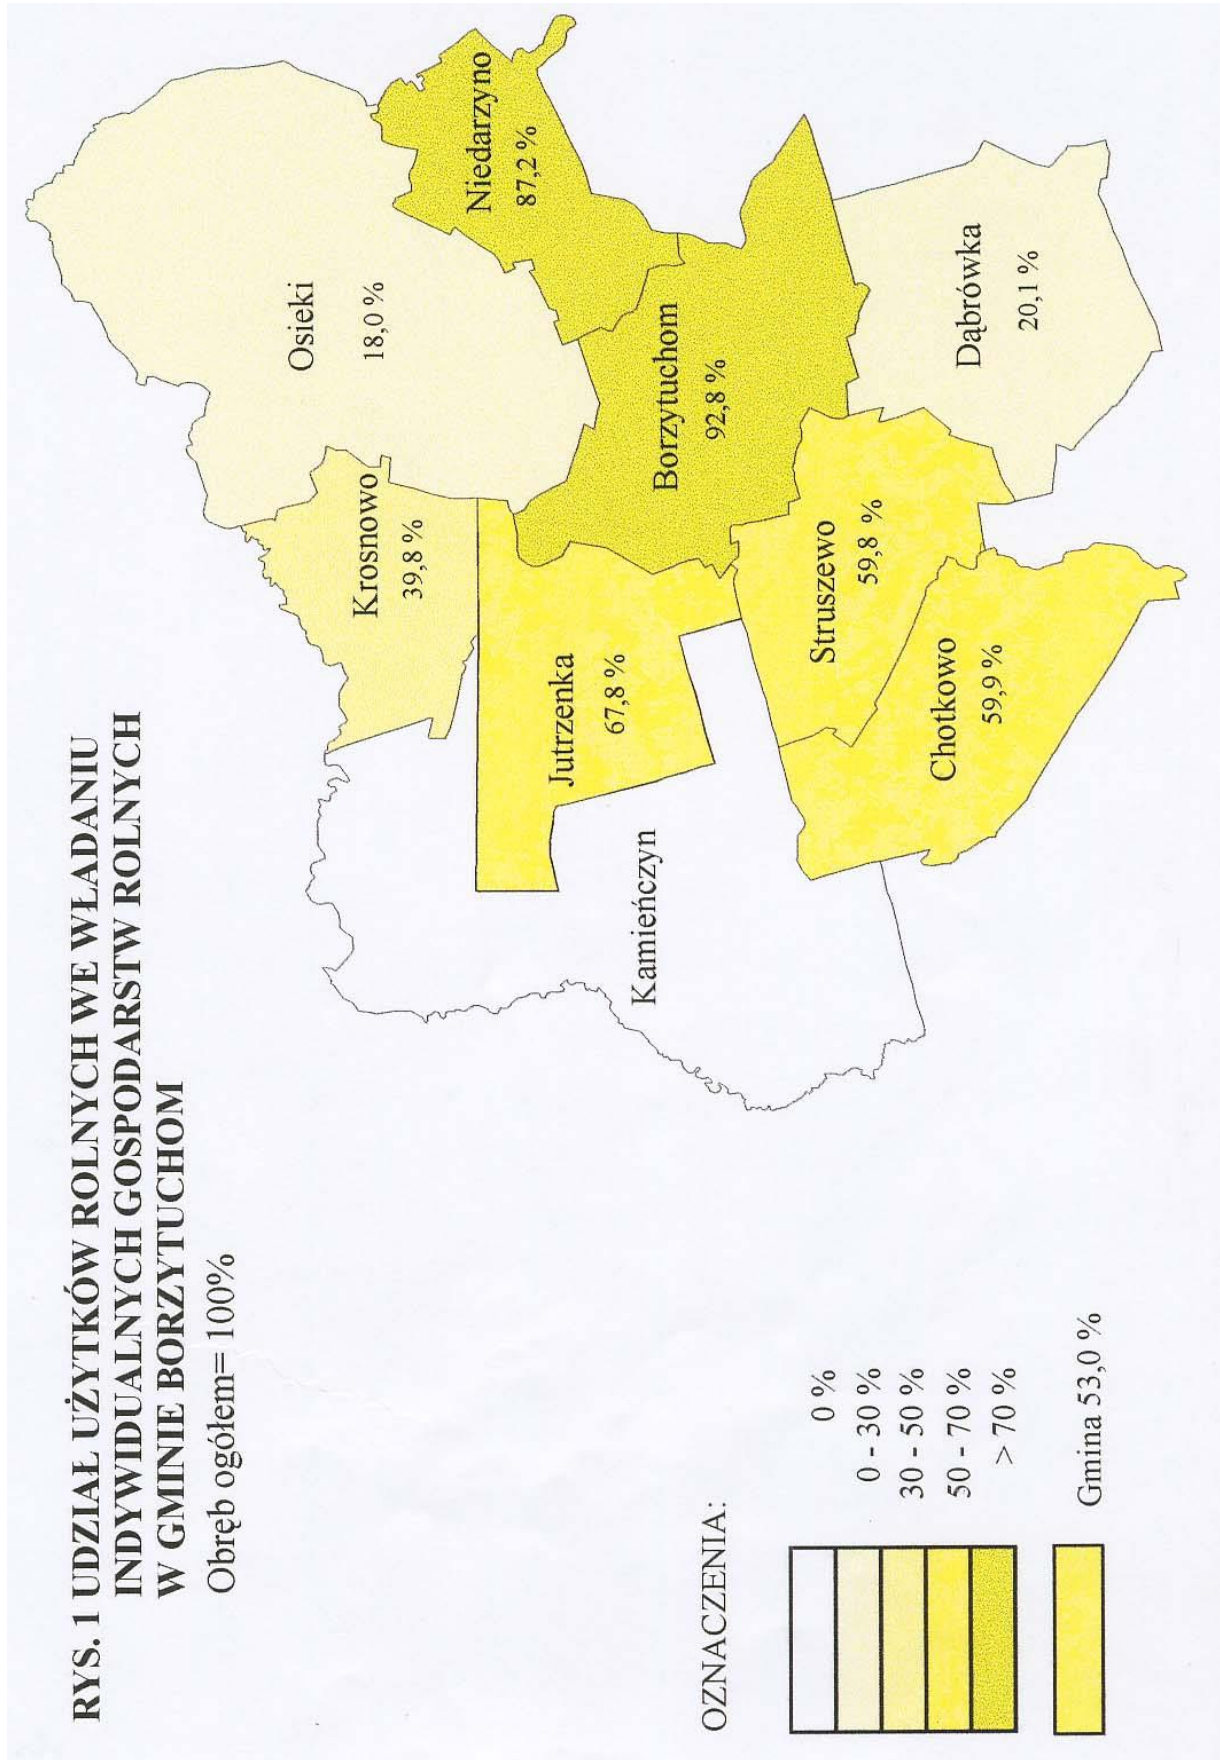 RYS. 1 UDZIAŁ UŻYTKÓW ROLNYCH WE WŁADANIU
INDYWIDUALNYCH GOSPODARSTW ROLNYCH
W GMINIE BORZYTUCHOM
Obręb ogółem= 100%
Osieki
18,0 %
Krosnowo
39,8 %
Niedarzyno
87,2 %
Jutrzenka
67,8 %
Kamieńczyn
Borzytuchom
92,8 %
Struszewo
59,8 %
Chotkowo
59,9 %
Dąbrówka
20,1 %
OZNACZENIA:
0 %
0 - 30 %
30 - 50 %
50 - 70 %
> 70 %
Gmina 53,0 %